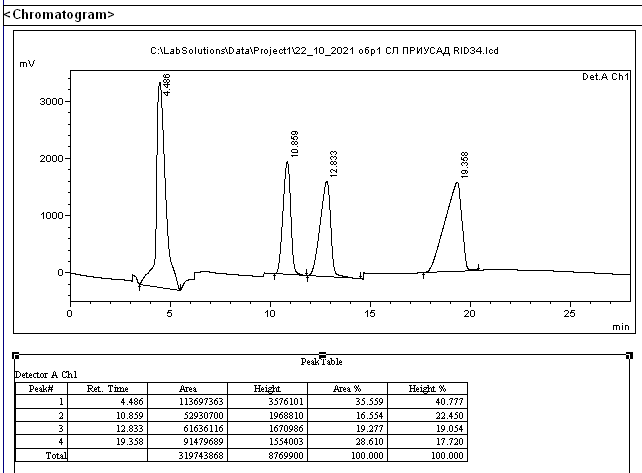 <Chromatogram>
C:\LabSolutions\Data\Project1\22_10_2021 обр1 СЛ ПРИУСАД RID34.lcd
mV
Det.A Ch1
4.486
10.859
12.833
19.358
3000
2000
1000
0
0 5 10 15 20 25
min
PeakTable
Detector A Ch1
Peak# Ret. Time Area Height Area % Height %
1 4.486 113697363 3576101 35.559 40.777
2 10.859 52930700 1968810 16.554 22.450
3 12.833 61636116 1670986 19.277 19.054
4 19.358 91479689 1554003 28.610 17.720
Total 319743868 8769900 100.000 100.000